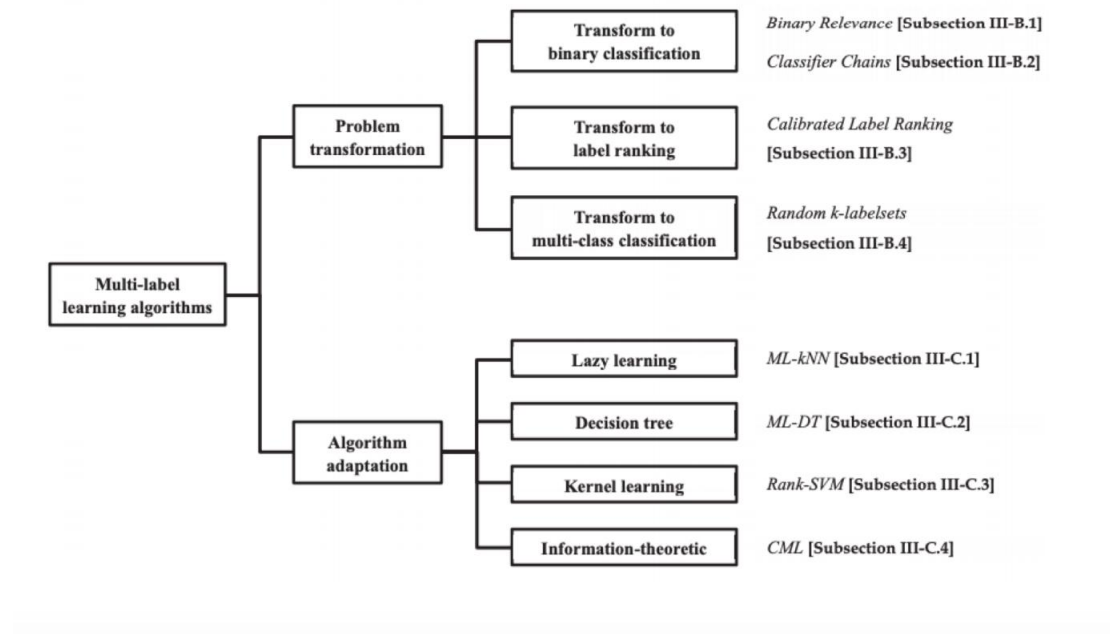 Multi-label
learning algorithms
Problem
transformation
Transform to
binary classification
Binary Relevance [Subsection III-B.1]
Classifier Chains [Subsection III-B.2]
Transform to
label ranking
Calibrated Label Ranking
[Subsection III-B.3]
Transform to
multi-class classification
Random k-labelsets
[Subsection III-B.4]
Algorithm
adaptation
Lazy learning
ML-kNN [Subsection III-C.1]
Decision tree
ML-DT [Subsection III-C.2]
Kernel learning
Rank-SVM [Subsection III-C.3]
Information-theoretic
CML [Subsection III-C.4]